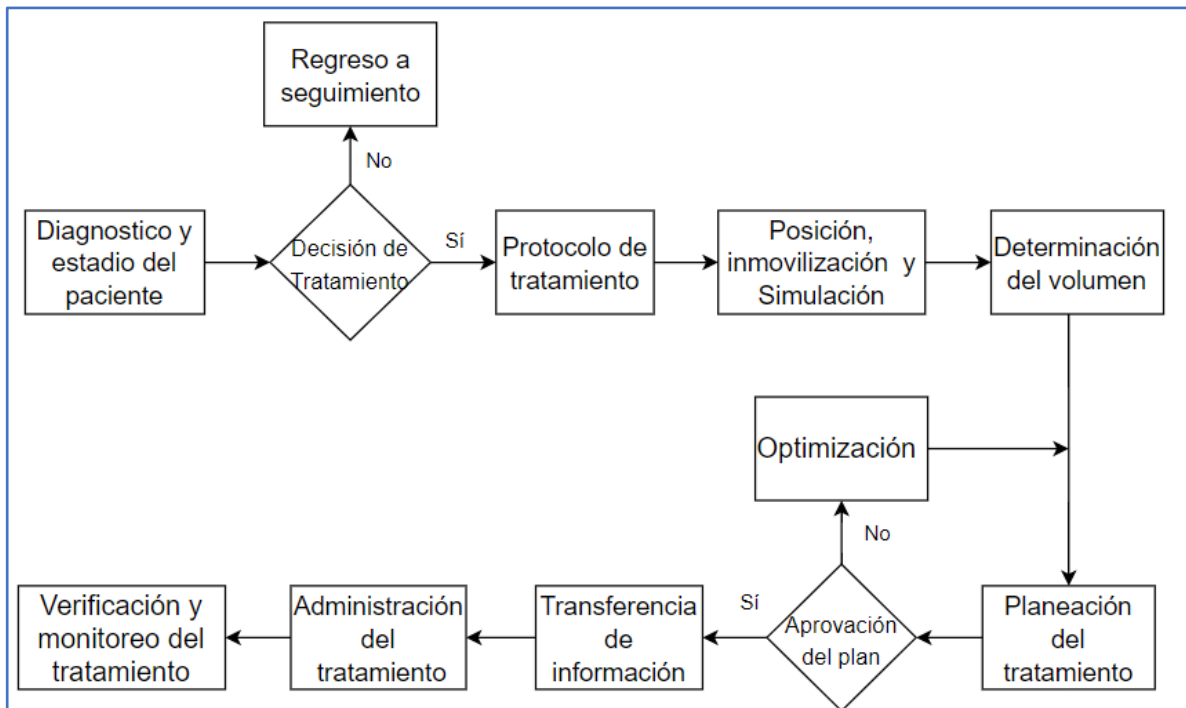 Regreso a
seguimiento
No
Diagnostico y
estadio del
paciente
Decisión de
Tratamiento
Sí
Protocolo de
tratamiento
Posición,
inmovilización y
Simulación
Determinación
del volumen
Optimización
No
Planeación
del
tratamiento
Aprovación
del plan
Sí
Transferencia
de
información
Administración
del
tratamiento
Verificación y
monitoreo del
tratamiento